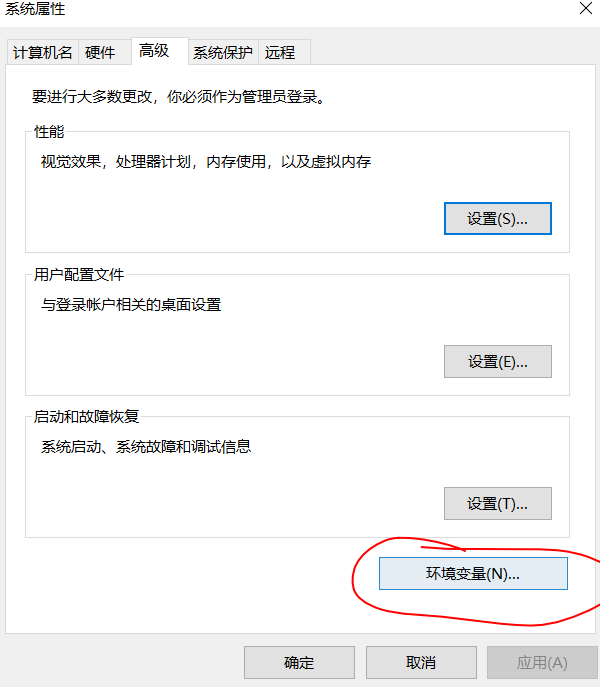 系统属性
计算机名 硬件 高级 系统保护 远程
要进行大多数更改，你必须作为管理员登录。
性能
视觉效果，处理器计划，内存使用，以及虚拟内存
设置(S)...
用户配置文件
与登录帐户相关的桌面设置
设置(E)...
启动和故障恢复
系统启动、系统故障和调试信息
设置(T)...
环境变量(N)...
确定 取消 应用(A)